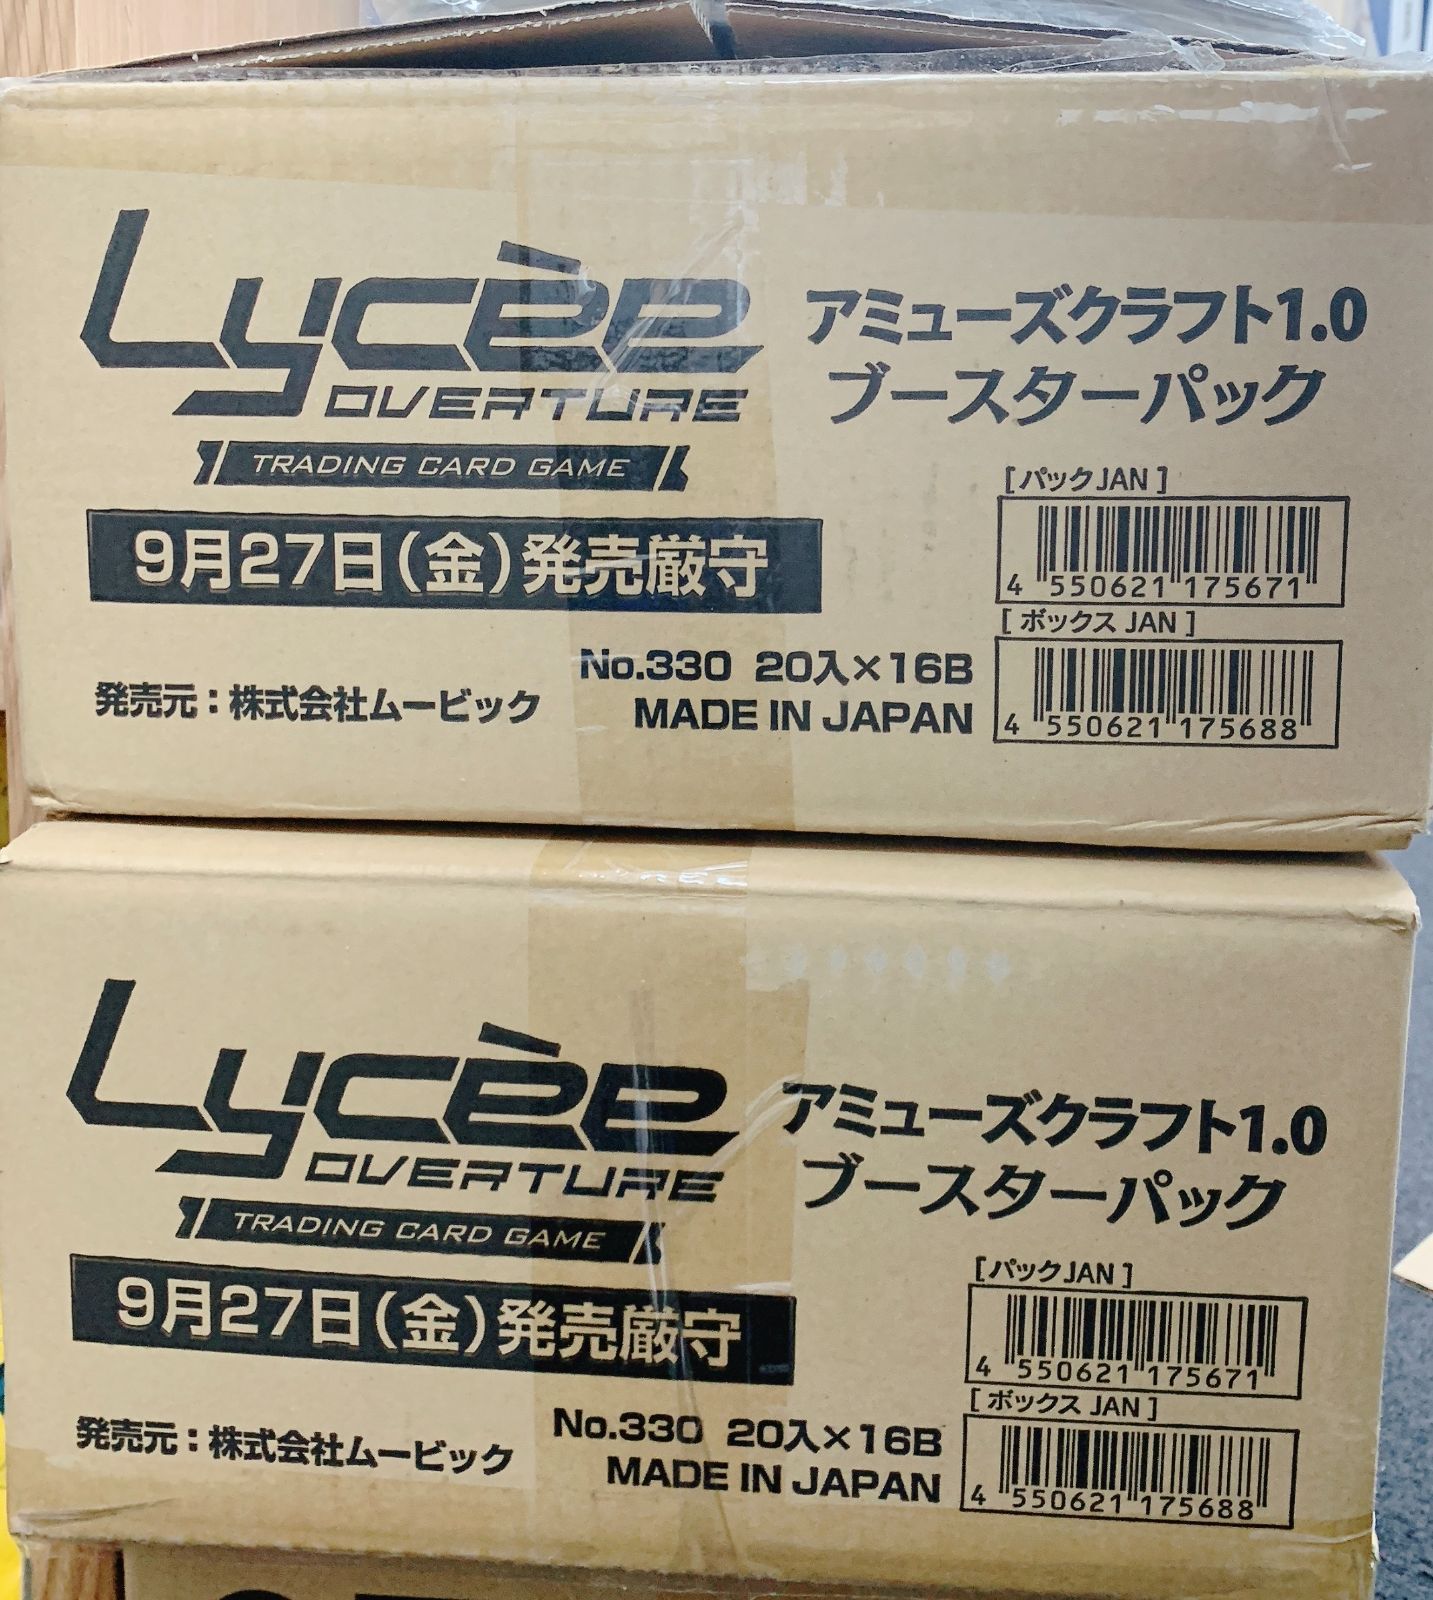 Lycèe
OVERTURE
TRADING CARD GAME
アミューズクラフト1.0
ブースターパック
9月27日(金)発売厳守
[パックJAN]
4 550621 175671
[ボックス JAN]
4 550621 175688
No.330 20入×16B
MADE IN JAPAN
発売元:株式会社ムービック
Lycèe
OVERTURE
TRADING CARD GAME
アミューズクラフト1.0
ブースターパック
9月27日(金)発売厳守
[パックJAN]
4 550621 175671
[ボックス JAN]
4 550621 175688
No.330 20入×16B
MADE IN JAPAN
発売元:株式会社ムービック